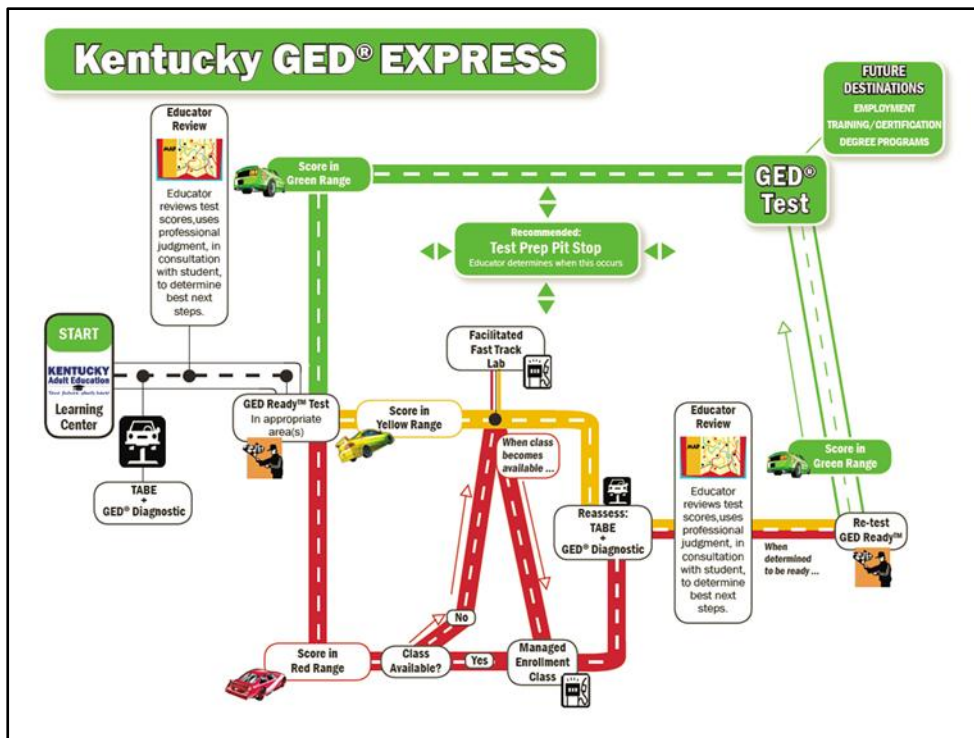 Kentucky GED® EXPRESS
FUTURE
DESTINATIONS
EMPLOYMENT
TRAINING/CERTIFICATION
DEGREE PROGRAMS
Educator
Review
MAP
Educator
reviews test
scores,uses
professional
judgment, in
consultation
with student,
to determine
best next
steps.
Score in
Green Range
GED®
Test
Recommended:
Test Prep Pit Stop
Educator determines when this occurs
START
KENTUCKY
Adult Education
Learning
Center
TABE
+
GED® Diagnostic
GED Ready™ Test
In appropriate
area(s)
Score in
Yellow Range
Facilitated
Fast Track
Lab
When class
becomes
available ...
Reassess:
TABE
+
GED® Diagnostic
Educator
Review
MAP
Educator
reviews test
scores,uses
professional
judgment, in
consultation
with student,
to determine
best next
steps.
Score in
Green Range
When
determined
to be ready ...
Re-test
GED Ready™
No
Score in
Red Range
Class
Available?
Yes
Managed
Enrollment
Class